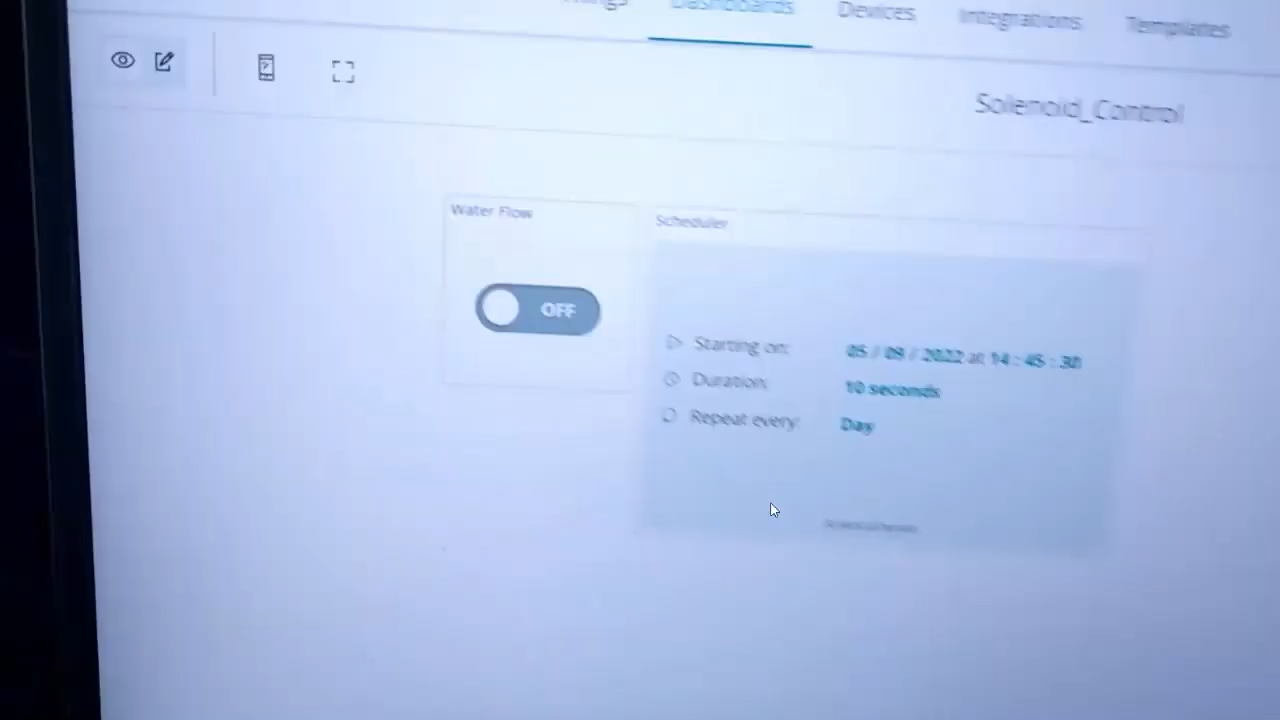 Dashboards Devices Integrations Templates
Solenoid_Control
Water Flow
Scheduler
OFF
Starting on: 05 / 09 / 2022 at 14 : 45 : 30
Duration: 10 seconds
Repeat every: Day